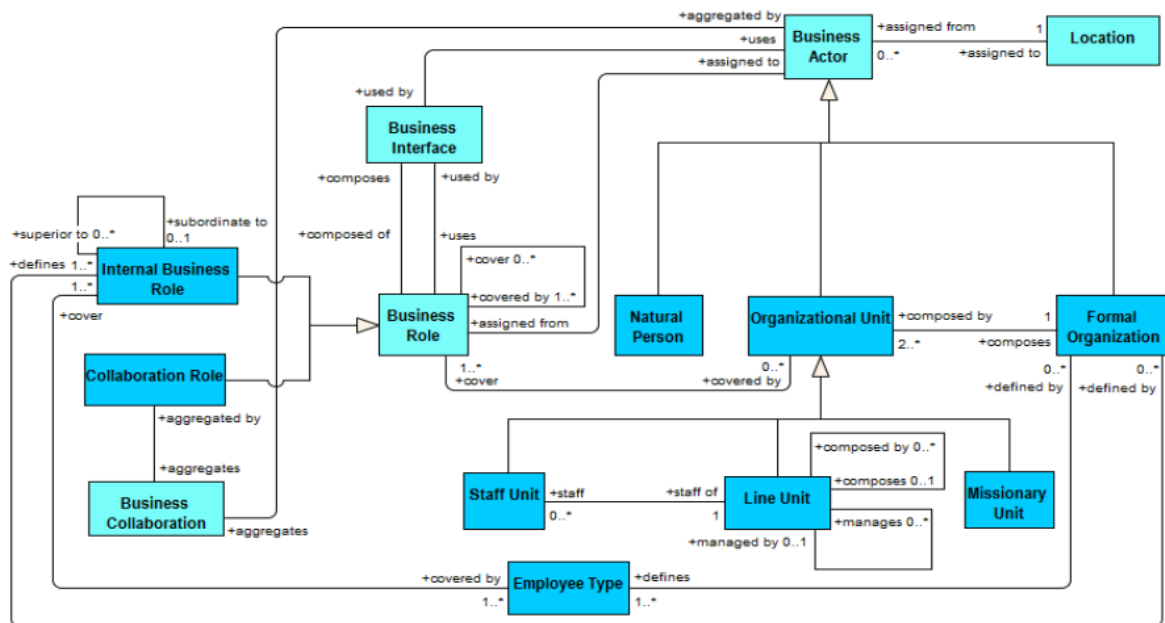 +aggregated by
Business
Actor
+assigned from
1
Location
+uses
0..*
+assigned to
+assigned to
+used by
Business
Interface
+composes
+used by
+subordinate to
+superior to 0..*
0..1
+composed of
+uses
+defines 1..*
Internal Business
Role
+cover 0..*
1..*
+cover
+covered by 1..*
Business
Role
+assigned from
Natural
Person
Organizational Unit
+composed by
1
Formal
Organization
2..*
+composes
Collaboration Role
1..*
0..*
0..*
0..*
+cover
+covered by
+defined by
+defined by
+aggregated by
+composed by 0..*
+aggregates
Staff Unit
+staff
+staff of
Line Unit
+composes 0..1
Missionary
Unit
Business
Collaboration
0..*
1
+manages 0..*
+aggregates
+managed by 0..1
+covered by
Employee Type
+defines
1..*
1..*